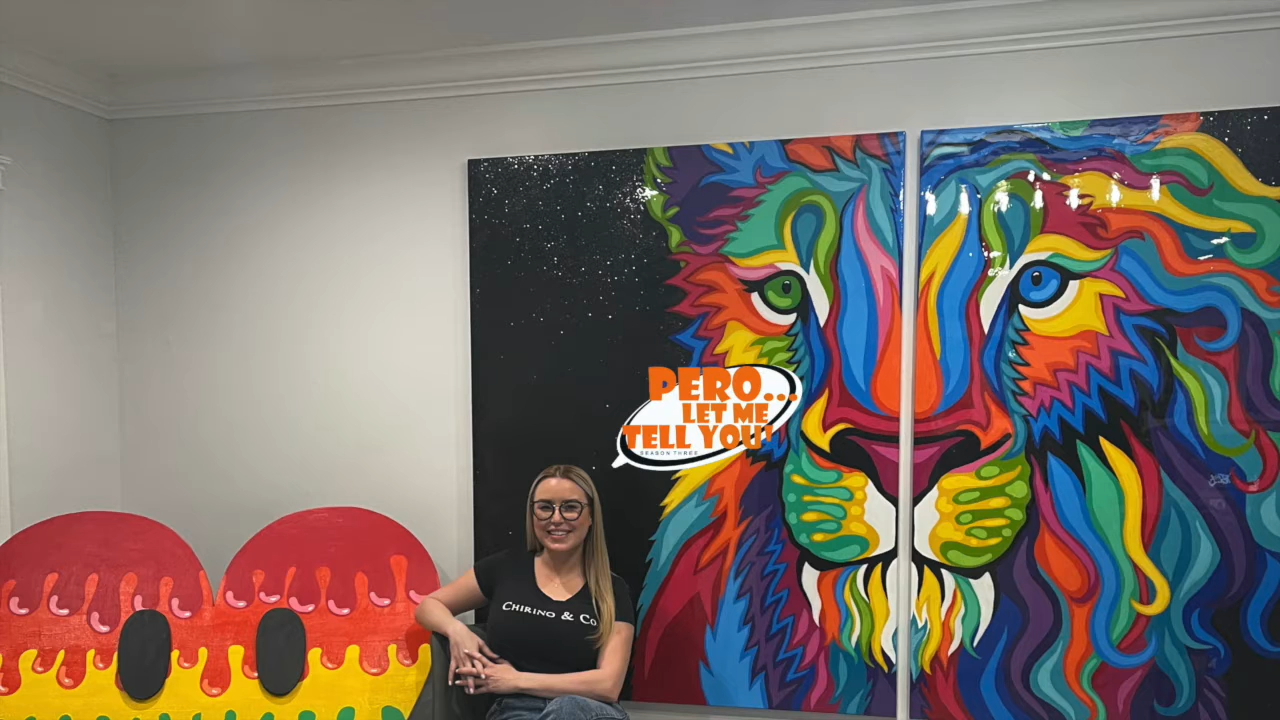 PERO...
LET ME
TELL YOU!
SEASON THREE
CHIRINO & CO